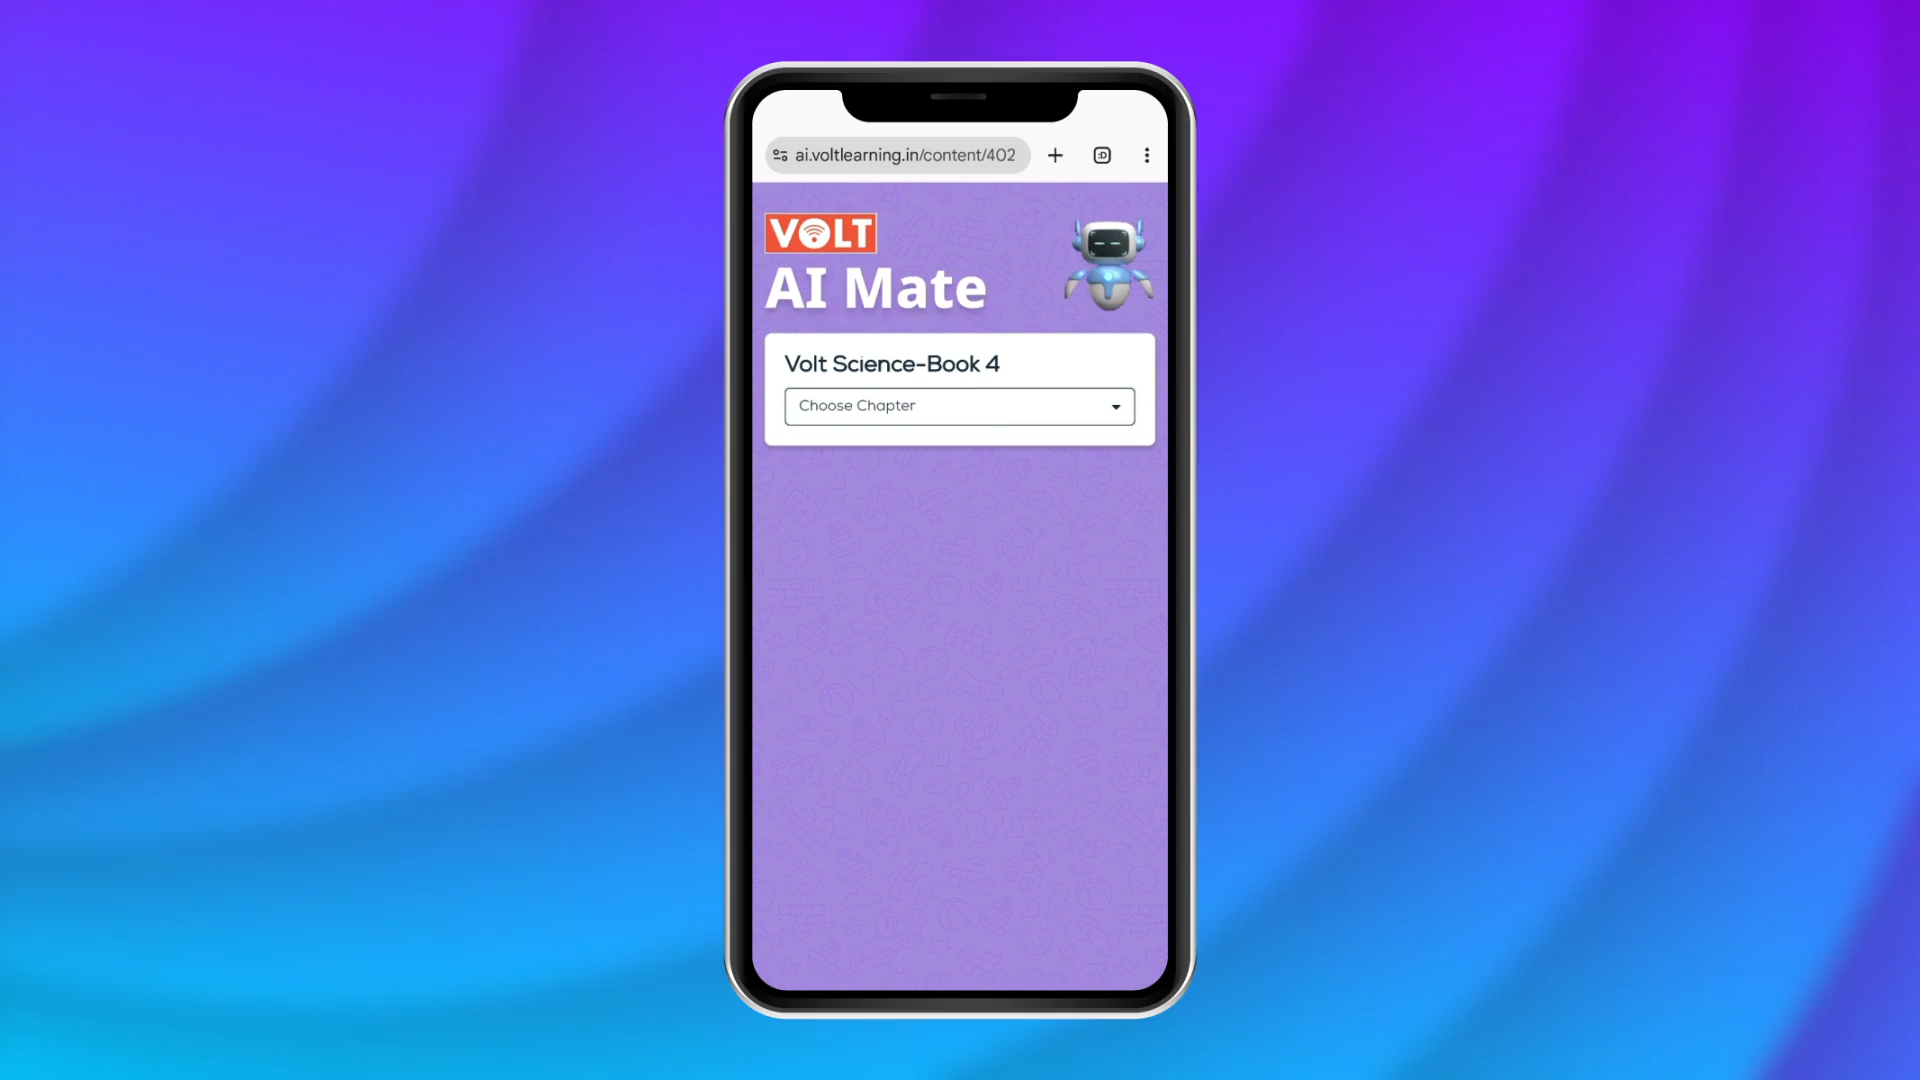 ai.voltlearning.in/content/402
VOLT
AI Mate
Volt Science-Book 4
Choose Chapter